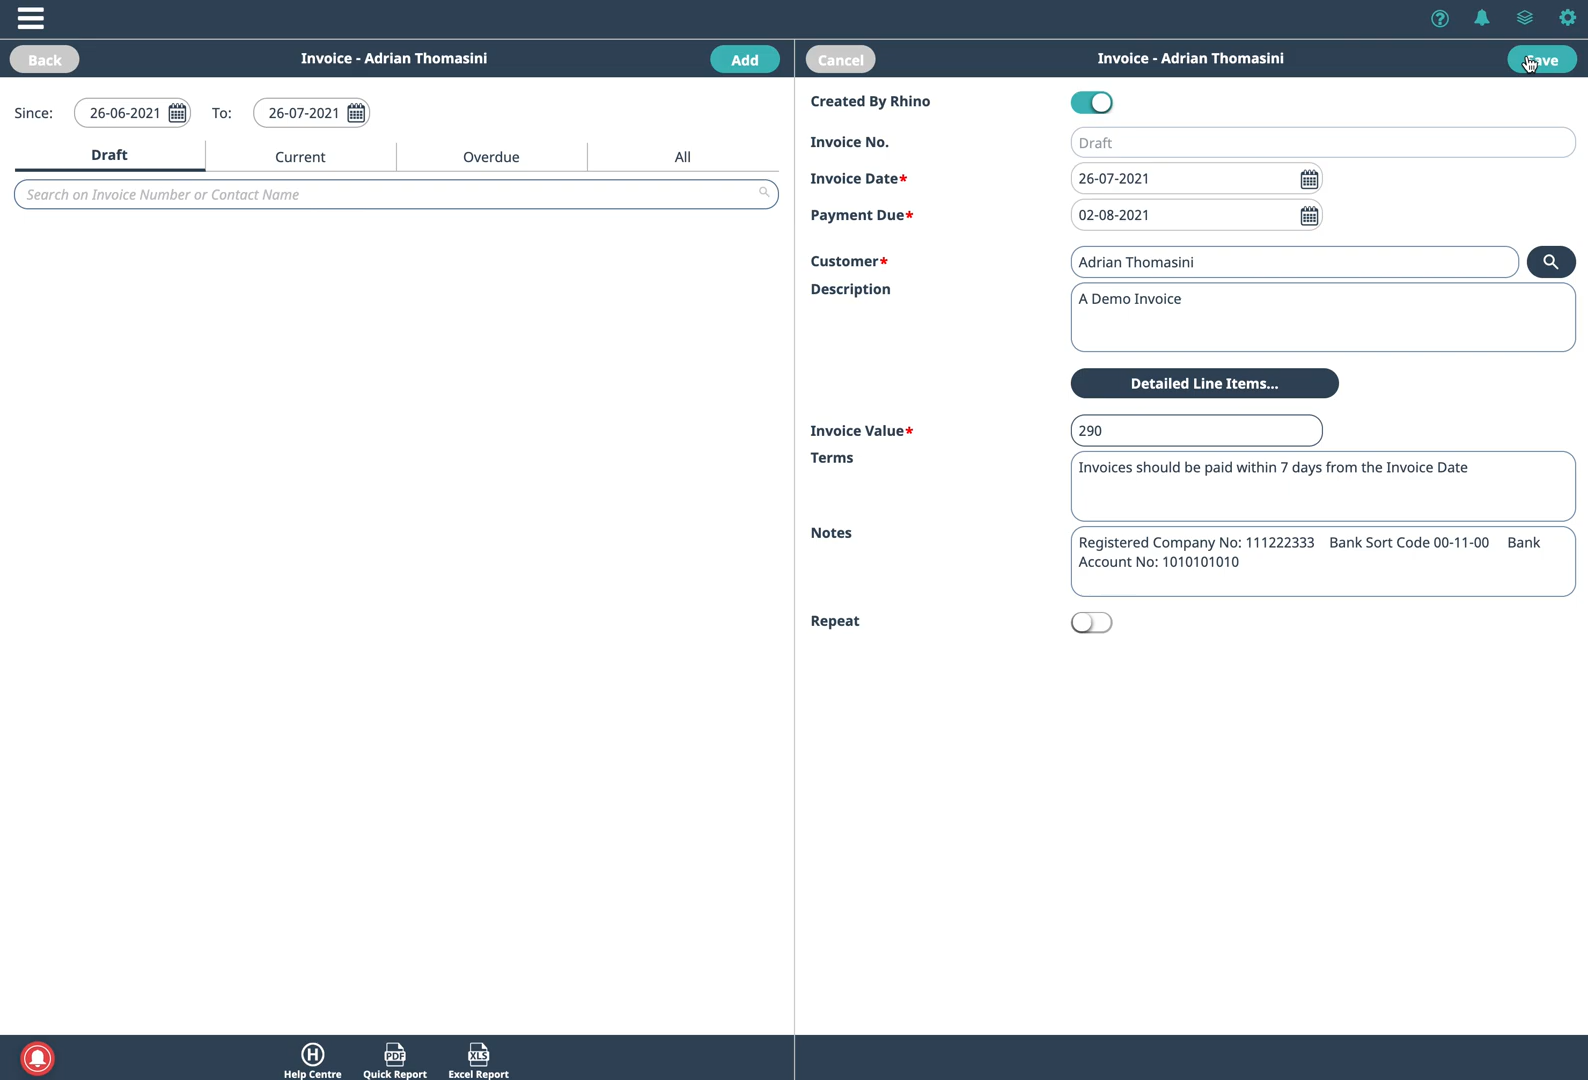 Back
Invoice - Adrian Thomasini
Add
Cancel
Invoice - Adrian Thomasini
Since: 26-06-2021 To: 26-07-2021
Draft Current Overdue All
Search on Invoice Number or Contact Name
Created By Rhino
Invoice No. Draft
Invoice Date* 26-07-2021
Payment Due* 02-08-2021
Customer* Adrian Thomasini
Description A Demo Invoice
Detailed Line Items...
Invoice Value* 290
Terms Invoices should be paid within 7 days from the Invoice Date
Notes Registered Company No: 111222333 Bank Sort Code 00-11-00 Bank
Account No: 1010101010
Repeat
H PDF XLS
Help Centre Quick Report Excel Report